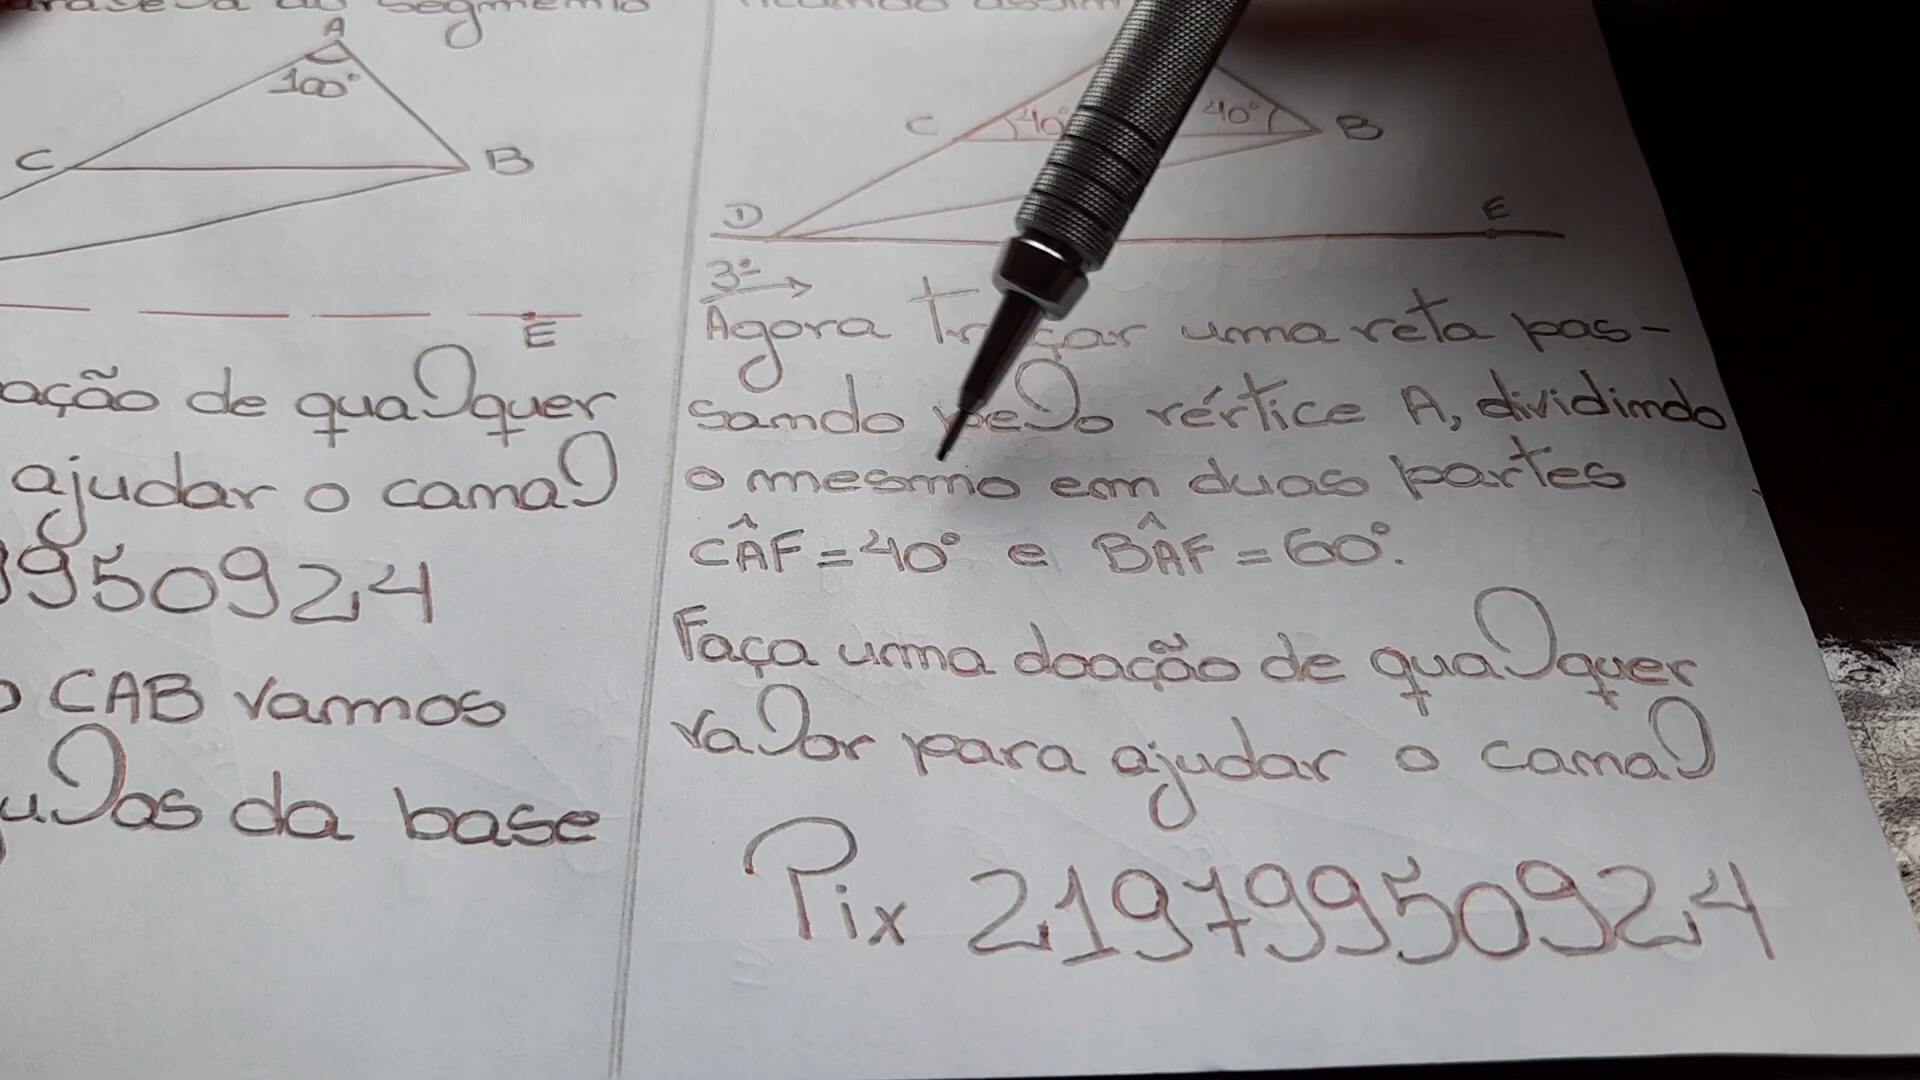 segmento
A
100°
C
B
E
ação de qualquer
ajudar o canal
9950924
CAB vamos
da base
C
40°
40°
B
D
E
3º
Agora traçar uma reta pas-
sando pelo vértice A, dividindo
o mesmo em duas partes
CÂF = 40° e BÂF = 60°.
Faça uma doação de qualquer
valor para ajudar o canal
Pix 21979950924